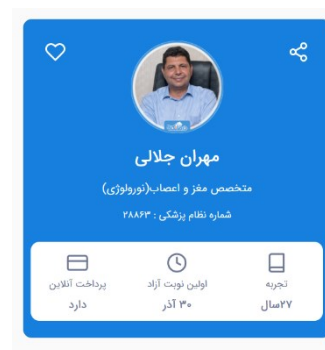 مهران جلالی
متخصص مغز و اعصاب(نورولوژی)
شماره نظام پزشکی : ۲۸۸۶۳
تجربه
اولین نوبت آزاد
پرداخت آنلاین
۲۷سال
۳۰ آذر
دارد